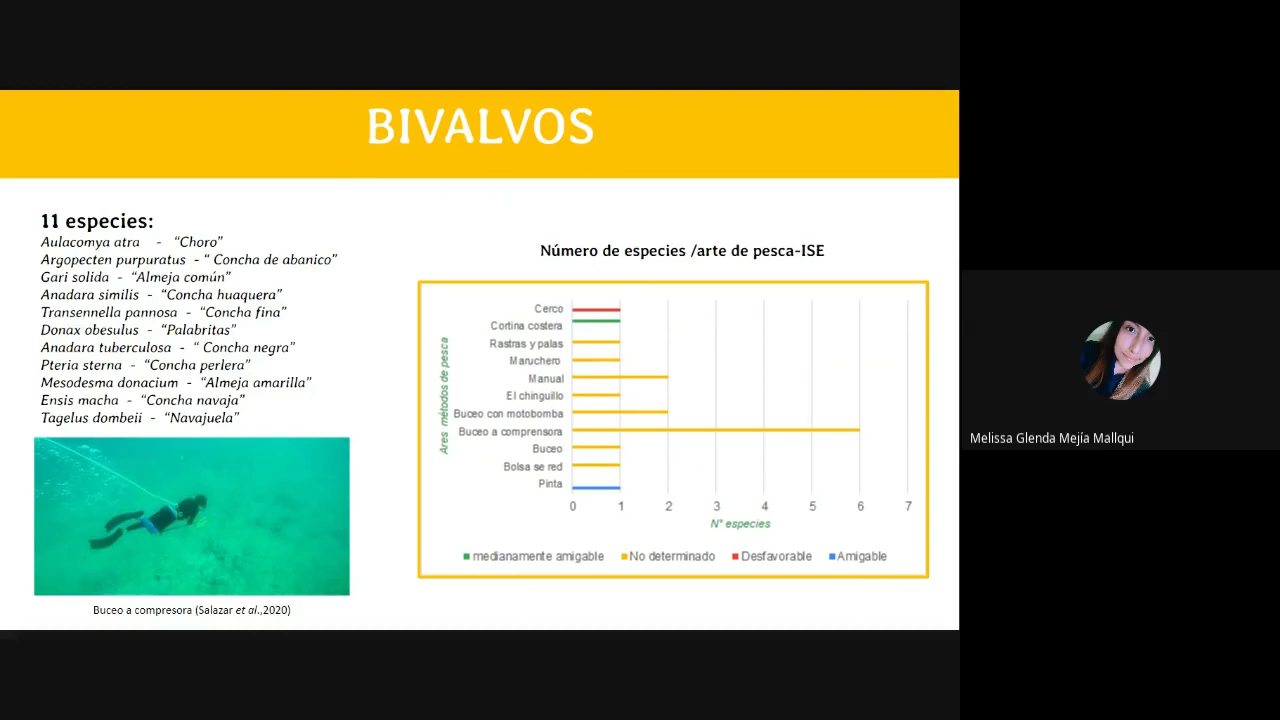 BIVALVOS
11 especies:
Aulacomya atra - “Choro”
Argopecten purpuratus - “ Concha de abanico”
Gari solida - “Almeja común”
Anadara similis - “Concha huaquera”
Transennella pannosa - “Concha fina”
Donax obesulus - “Palabritas”
Anadara tuberculosa - “ Concha negra”
Pteria sterna - “Concha perlera”
Mesodesma donacium - “Almeja amarilla”
Ensis macha - “Concha navaja”
Tagelus dombeii - “Navajuela”
Buceo a compresora (Salazar et al.,2020)
Número de especies /arte de pesca-ISE
Ares métodos de pesca
Cerco
Cortina costera
Rastras y palas
Maruchero
Manual
El chinguillo
Buceo con motobomba
Buceo a comprensora
Buceo
Bolsa se red
Pinta
0 1 2 3 4 5 6 7
N° especies
medianamente amigable No determinado Desfavorable Amigable
Melissa Glenda Mejía Mallqui